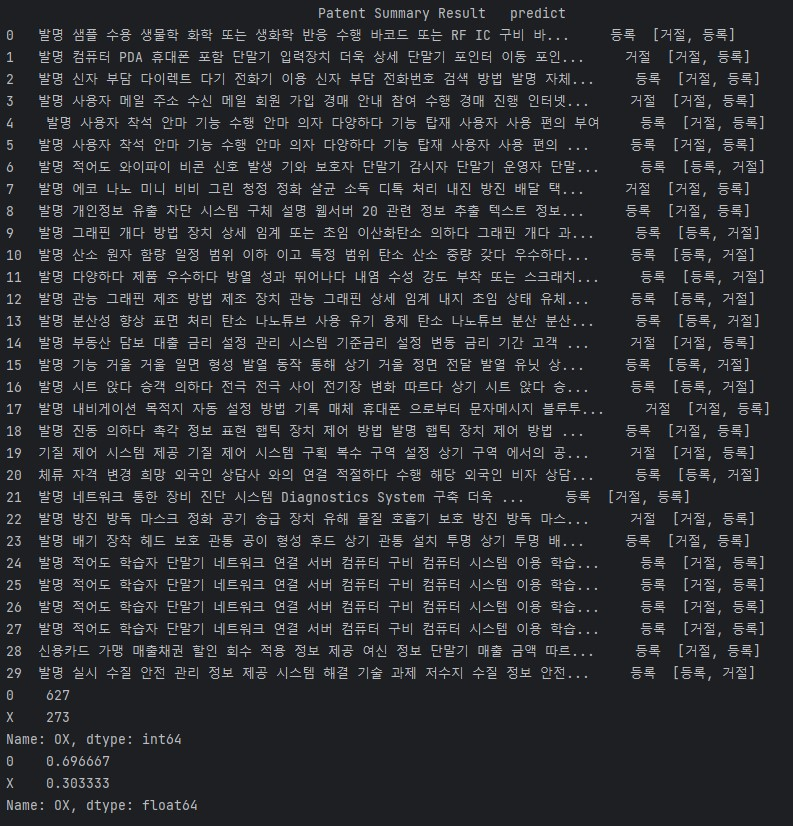 Patent Summary Result predict
0 발명 샘플 수용 생물학 화학 또는 생화학 반응 수행 바코드 또는 RF IC 구비 바... 등록 [거절, 등록]
1 발명 컴퓨터 PDA 휴대폰 포함 단말기 입력장치 더욱 상세 단말기 포인터 이동 포인... 거절 [거절, 등록]
2 발명 신자 부담 다이렉트 다기 전화기 이용 신자 부담 전화번호 검색 방법 발명 자체... 등록 [거절, 등록]
3 발명 사용자 메일 주소 수신 메일 회원 가입 경매 안내 참여 수행 경매 진행 인터넷... 거절 [거절, 등록]
4 발명 사용자 착석 안마 기능 수행 안마 의자 다양하다 기능 탑재 사용자 사용 편의 부여 등록 [거절, 등록]
5 발명 사용자 착석 안마 기능 수행 안마 의자 다양하다 기능 탑재 사용자 사용 편의 ... 등록 [거절, 등록]
6 발명 적어도 와이파이 비콘 신호 발생 기와 보호자 단말기 감시자 단말기 운영자 단말... 등록 [등록, 거절]
7 발명 에코 나노 미니 비비 그린 청정 정화 살균 소독 디톡 처리 내진 방진 배달 택... 거절 [거절, 등록]
8 발명 개인정보 유출 차단 시스템 구체 설명 웹서버 20 관련 정보 추출 텍스트 정보... 등록 [거절, 등록]
9 발명 그래핀 개다 방법 장치 상세 임계 또는 초임 이산화탄소 의하다 그래핀 개다 과... 등록 [등록, 거절]
10 발명 산소 원자 함량 일정 범위 이하 이고 특정 범위 탄소 산소 중량 갖다 우수하다... 등록 [등록, 거절]
11 발명 다양하다 제품 우수하다 방열 성과 뛰어나다 내염 수성 강도 부착 또는 스크래치... 등록 [거절, 등록]
12 발명 관능 그래핀 제조 방법 제조 장치 관능 그래핀 상세 임계 내지 초임 상태 유체... 등록 [등록, 거절]
13 발명 분산성 향상 표면 처리 탄소 나노튜브 사용 유기 용제 탄소 나노튜브 분산 분산... 등록 [등록, 거절]
14 발명 부동산 담보 대출 금리 설정 관리 시스템 기준금리 설정 변동 금리 기간 고객 ... 거절 [거절, 등록]
15 발명 기능 거울 거울 일면 형성 발열 동작 통해 상기 거울 정면 전달 발열 유닛 상... 등록 [거절, 등록]
16 발명 시트 앉다 승객 의하다 전극 전극 사이 전기장 변화 따르다 상기 시트 앉다 승... 등록 [등록, 거절]
17 발명 내비게이션 목적지 자동 설정 방법 기록 매체 휴대폰 으로부터 문자메시지 블루투... 거절 [거절, 등록]
18 발명 진동 의하다 촉각 정보 표현 햅틱 장치 제어 방법 발명 햅틱 장치 제어 방법 ... 등록 [거절, 등록]
19 기질 제어 시스템 제공 기질 제어 시스템 구획 복수 구역 설정 상기 구역 에서의 공... 거절 [거절, 등록]
20 체류 자격 변경 희망 외국인 상담사 와의 연결 적절하다 수행 해당 외국인 비자 상담... 등록 [등록, 거절]
21 발명 네트워크 통한 장비 진단 시스템 Diagnostics System 구축 더욱 ... 등록 [거절, 등록]
22 발명 방진 방독 마스크 정화 공기 송급 장치 유해 물질 호흡기 보호 방진 방독 마스... 거절 [거절, 등록]
23 발명 배기 장착 헤드 보호 관통 공이 형성 후드 상기 관통 설치 투명 상기 투명 배... 등록 [거절, 등록]
24 발명 적어도 학습자 단말기 네트워크 연결 서버 컴퓨터 구비 컴퓨터 시스템 이용 학습... 등록 [거절, 등록]
25 발명 적어도 학습자 단말기 네트워크 연결 서버 컴퓨터 구비 컴퓨터 시스템 이용 학습... 등록 [거절, 등록]
26 발명 적어도 학습자 단말기 네트워크 연결 서버 컴퓨터 구비 컴퓨터 시스템 이용 학습... 등록 [거절, 등록]
27 발명 적어도 학습자 단말기 네트워크 연결 서버 컴퓨터 구비 컴퓨터 시스템 이용 학습... 등록 [거절, 등록]
28 신용카드 가맹 매출채권 할인 회수 적용 정보 제공 여신 정보 단말기 매출 금액 따르... 등록 [거절, 등록]
29 발명 실시 수질 안전 관리 정보 제공 시스템 해결 기술 과제 저수지 수질 정보 안전... 등록 [등록, 거절]
O 627
X 273
Name: OX, dtype: int64
O 0.696667
X 0.303333
Name: OX, dtype: float64